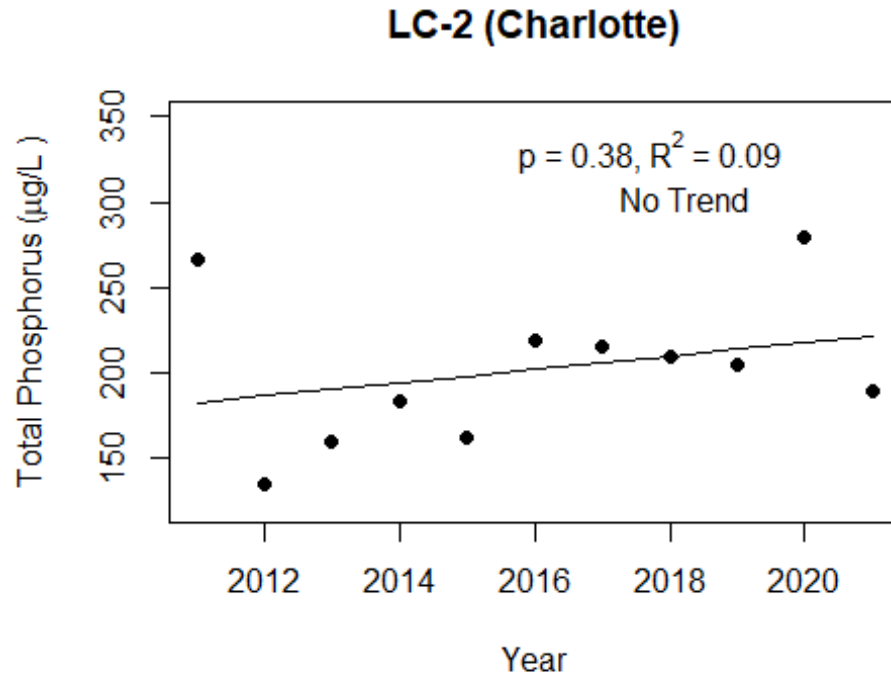 LC-2 (Charlotte)
Total Phosphorus (µg/L )
350
300
250
200
150
p = 0.38, R² = 0.09
No Trend
2012 2014 2016 2018 2020
Year